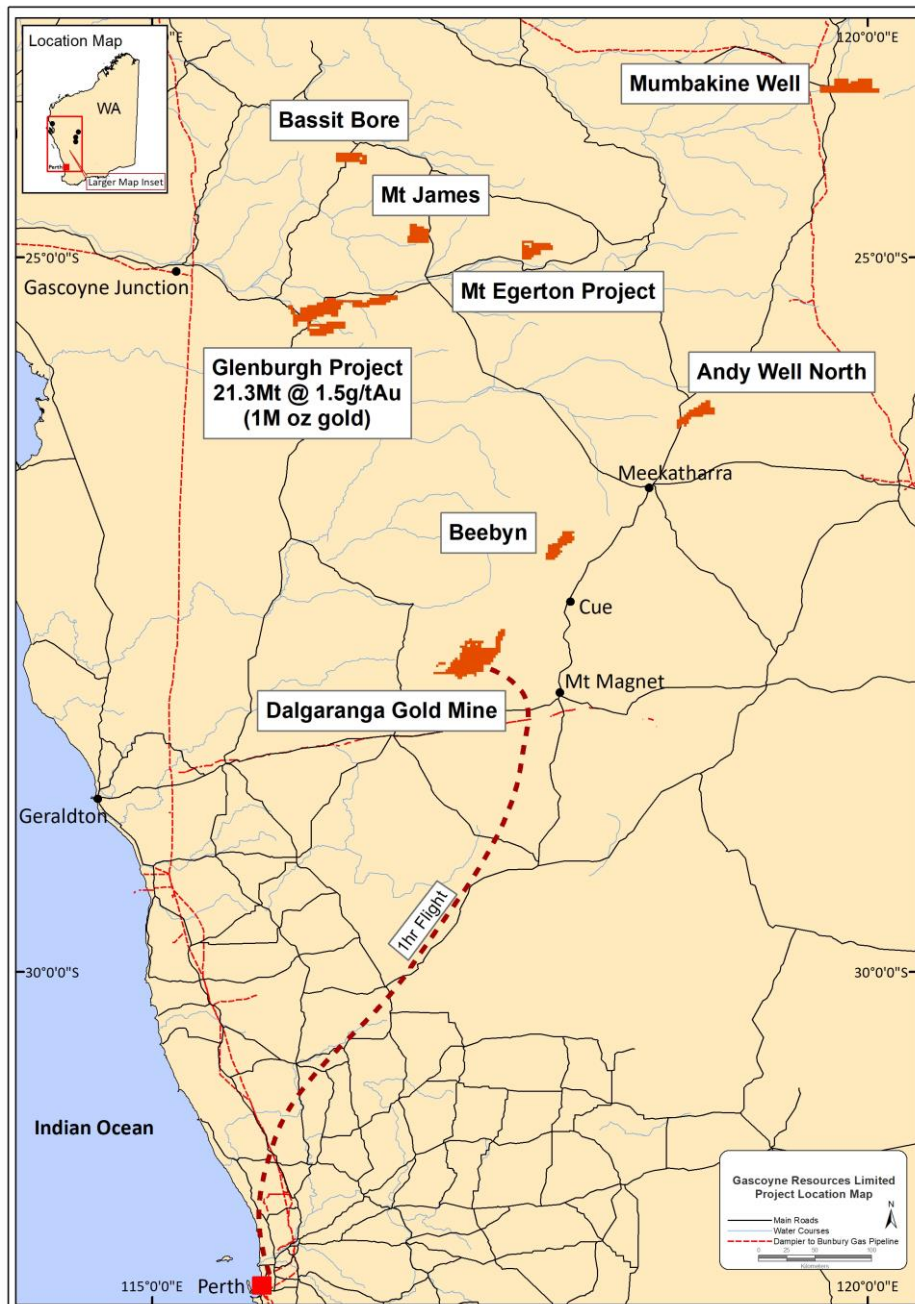 Location Map
WA
Perth
Larger Map Inset
°E
120°0'0"E
Mumbakine Well
Bassit Bore
Mt James
25°0'0"S
25°0'0"S
Gascoyne Junction
Mt Egerton Project
Glenburgh Project
21.3Mt @ 1.5g/tAu
(1M oz gold)
Andy Well North
Meekatharra
Beebyn
Cue
Mt Magnet
Dalgaranga Gold Mine
Geraldton
1hr Flight
30°0'0"S
30°0'0"S
Indian Ocean
Gascoyne Resources Limited
Project Location Map
N
Main Roads
Water Courses
Dampier to Bunbury Gas Pipeline
0 25 50 100
Kilometers
Perth
115°0'0"E
120°0'0"E